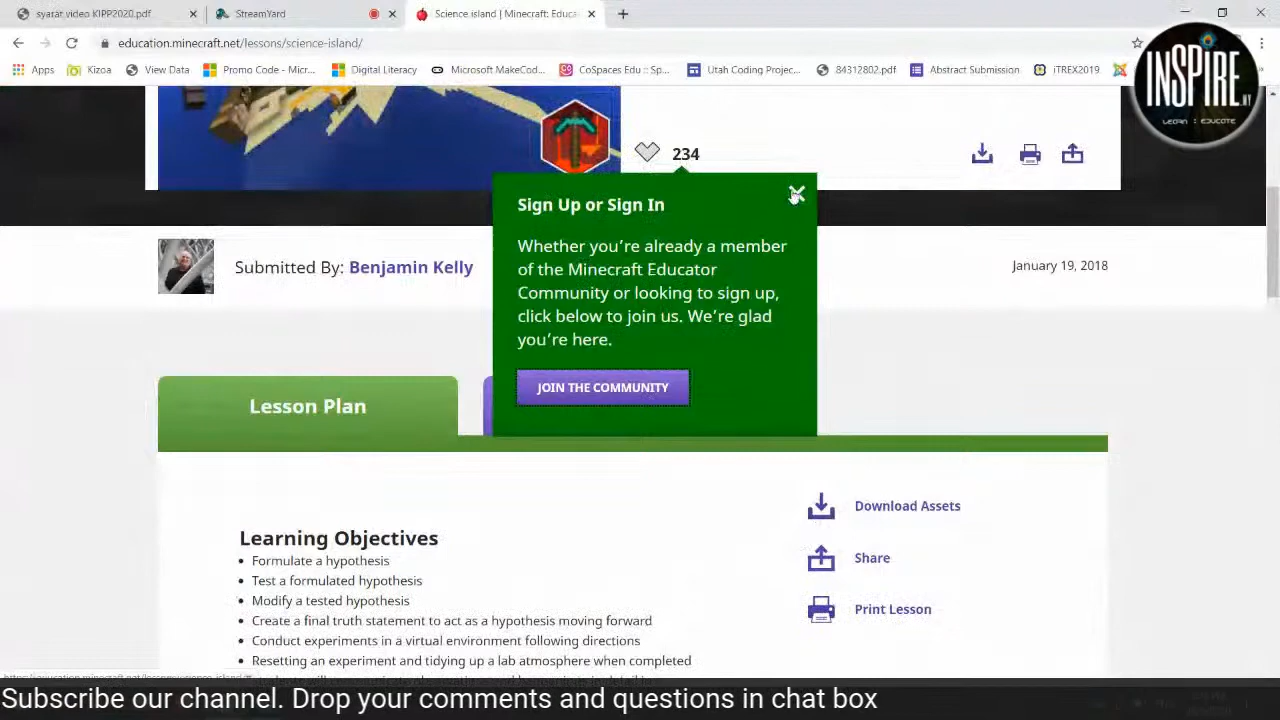 syarat video KIPP2020.pdf
StreamYard
Science island | Minecraft Educa
education.minecraft.net/lessons/science-island/
Apps
Kizoa
View Data
Promo Code - Micr...
Digital Literacy
Microsoft MakeCod...
CoSpaces Edu :: Sp...
Utah Coding Projec...
84312802.pdf
Abstract Submission
iTREX2019
INSPIRE.MY
LEARN : EDUCATE
234
Sign Up or Sign In
Whether you're already a member
of the Minecraft Educator
Community or looking to sign up,
click below to join us. We're glad
you're here.
JOIN THE COMMUNITY
Submitted By: Benjamin Kelly
January 19, 2018
Lesson Plan
Download Assets
Share
Print Lesson
Learning Objectives
• Formulate a hypothesis
• Test a formulated hypothesis
• Modify a tested hypothesis
• Create a final truth statement to act as a hypothesis moving forward
• Conduct experiments in a virtual environment following directions
• Resetting an experiment and tidying up a lab atmosphere when completed
Subscribe our channel. Drop your comments and questions in chat box